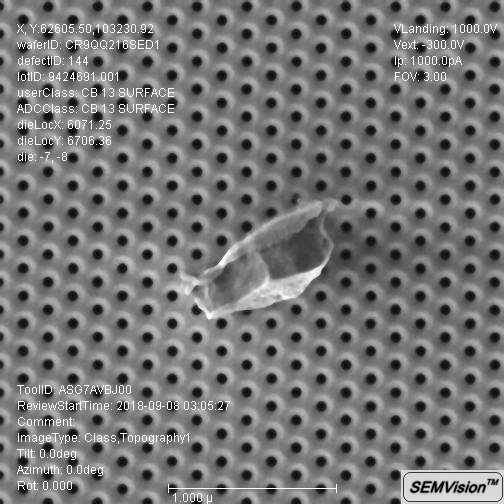 X, Y:62605.50,103230.92
waferID: CR9QQ216SED1
defectID: 144
lotID: 9424691.001
userClass: CB 13 SURFACE
ADCClass: CB 13 SURFACE
dieLocX: 6071.25
dieLocY: 6706.36
die: -7, -8
VLanding: 1000.0V
Vext: -300.0V
Ip: 1000.0pA
FOV: 3.00
ToolID: ASG7AVBJ00
ReviewStartTime: 2018-09-08 03:05:27
Comment:
ImageType: Class,Topography1
Tilt: 0.0deg
Azimuth: 0.0deg
Rot: 0.000
1.000 µ
SEMVision™